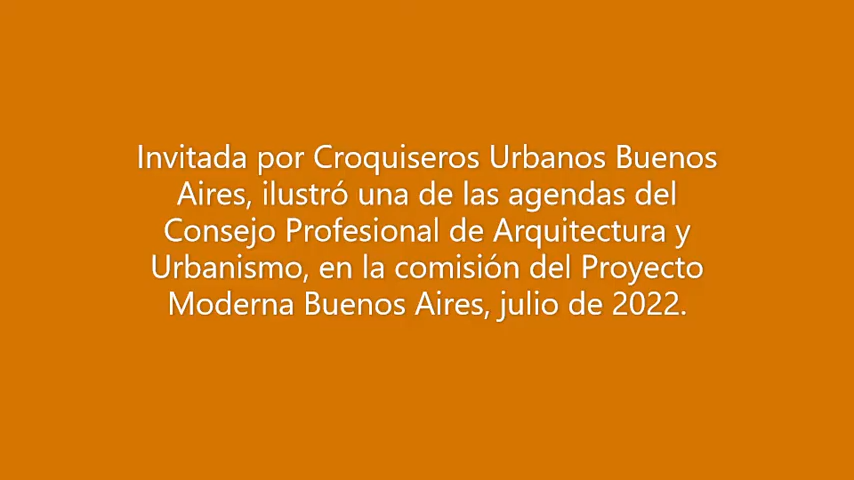 Invitada por Croquiseros Urbanos Buenos
Aires, ilustró una de las agendas del
Consejo Profesional de Arquitectura y
Urbanismo, en la comisión del Proyecto
Moderna Buenos Aires, julio de 2022.